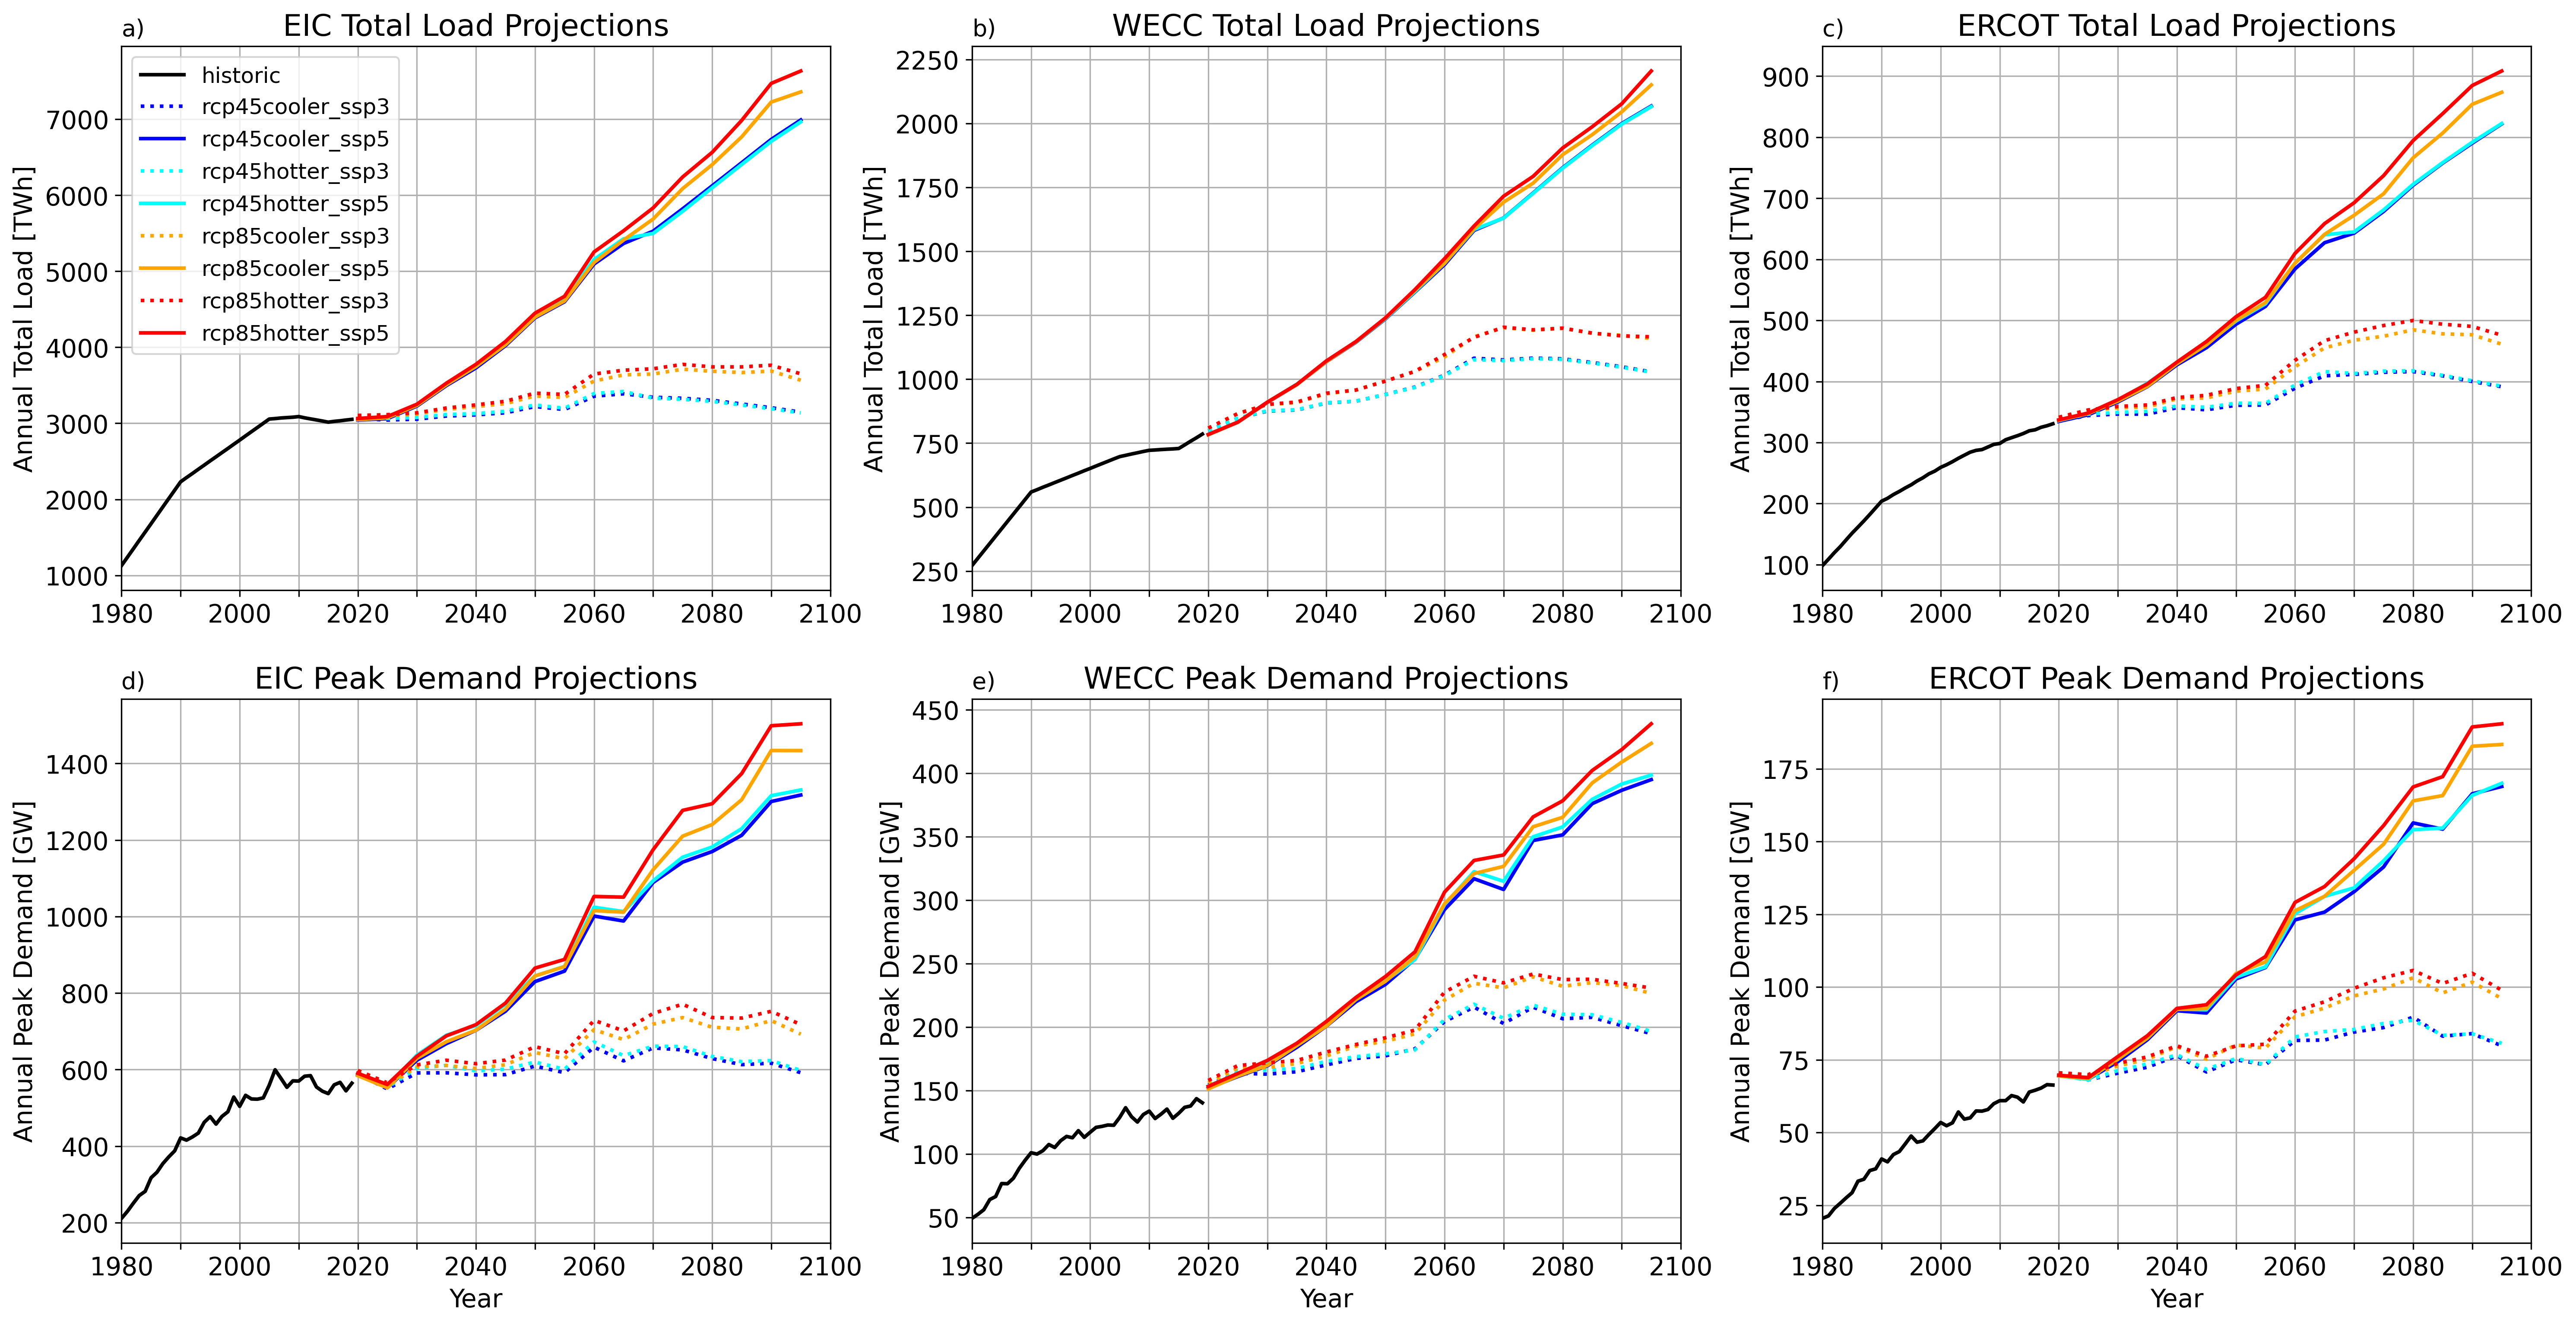 a)
EIC Total Load Projections
Annual Total Load [TWh]
7000
6000
5000
4000
3000
2000
1000
historic
rcp45cooler_ssp3
rcp45cooler_ssp5
rcp45hotter_ssp3
rcp45hotter_ssp5
rcp85cooler_ssp3
rcp85cooler_ssp5
rcp85hotter_ssp3
rcp85hotter_ssp5
1980 2000 2020 2040 2060 2080 2100
b)
WECC Total Load Projections
Annual Total Load [TWh]
2250
2000
1750
1500
1250
1000
750
500
250
1980 2000 2020 2040 2060 2080 2100
c)
ERCOT Total Load Projections
Annual Total Load [TWh]
900
800
700
600
500
400
300
200
100
1980 2000 2020 2040 2060 2080 2100
d)
EIC Peak Demand Projections
Annual Peak Demand [GW]
1400
1200
1000
800
600
400
200
1980 2000 2020 2040 2060 2080 2100
Year
e)
WECC Peak Demand Projections
Annual Peak Demand [GW]
450
400
350
300
250
200
150
100
50
1980 2000 2020 2040 2060 2080 2100
Year
f)
ERCOT Peak Demand Projections
Annual Peak Demand [GW]
175
150
125
100
75
50
25
1980 2000 2020 2040 2060 2080 2100
Year